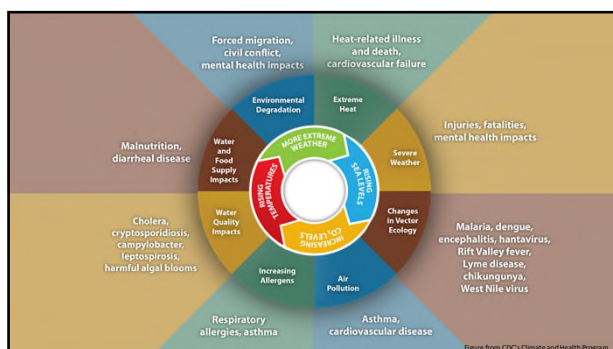 Forced migration,
civil conflict,
mental health impacts
Heat-related illness
and death,
cardiovascular failure
Environmental
Degradation
Extreme
Heat
Malnutrition,
diarrheal disease
Water
and Food
Supply
Impacts
MORE EXTREME
WEATHER
RISING
SEA LEVELS
Severe
Weather
Injuries, fatalities,
mental health impacts
RISING
TEMPERATURES
INCREASING
CO₂ LEVELS
Cholera,
cryptosporidiosis,
campylobacter,
leptospirosis,
harmful algal blooms
Water Quality
Impacts
Changes
in Vector
Ecology
Malaria, dengue,
encephalitis, hantavirus,
Rift Valley fever,
Lyme disease,
chikungunya,
West Nile virus
Increasing
Allergens
Air
Pollution
Respiratory
allergies, asthma
Asthma,
cardiovascular disease
Figure from CDC's Climate and Health Program